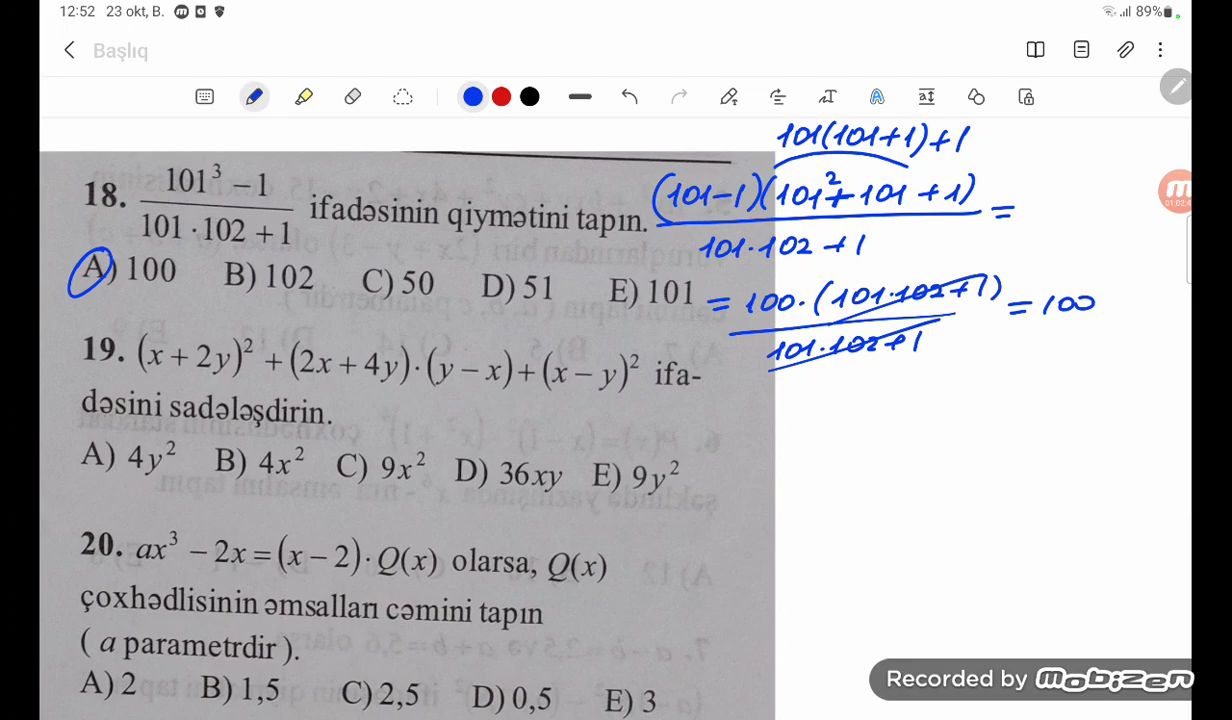 12:52 23 okt, B.
89%
Başlıq
18. 101³ − 1 / 101 · 102 + 1 ifadəsinin qiymətini tapın.
A) 100 B) 102 C) 50 D) 51 E) 101
101(101+1)+1
(101-1)(101²+101+1) / 101·102+1 =
= 100·(101·102+1) / 101·102+1 = 100
19. (x + 2y)² + (2x + 4y)·(y − x) + (x − y)² ifa-
dəsini sadələşdirin.
A) 4y² B) 4x² C) 9x² D) 36xy E) 9y²
20. ax³ − 2x = (x − 2)·Q(x) olarsa, Q(x)
çoxhədlisinin əmsalları cəmini tapın
( a parametrdir ).
A) 2 B) 1,5 C) 2,5 D) 0,5 E) 3
Recorded by mobizen